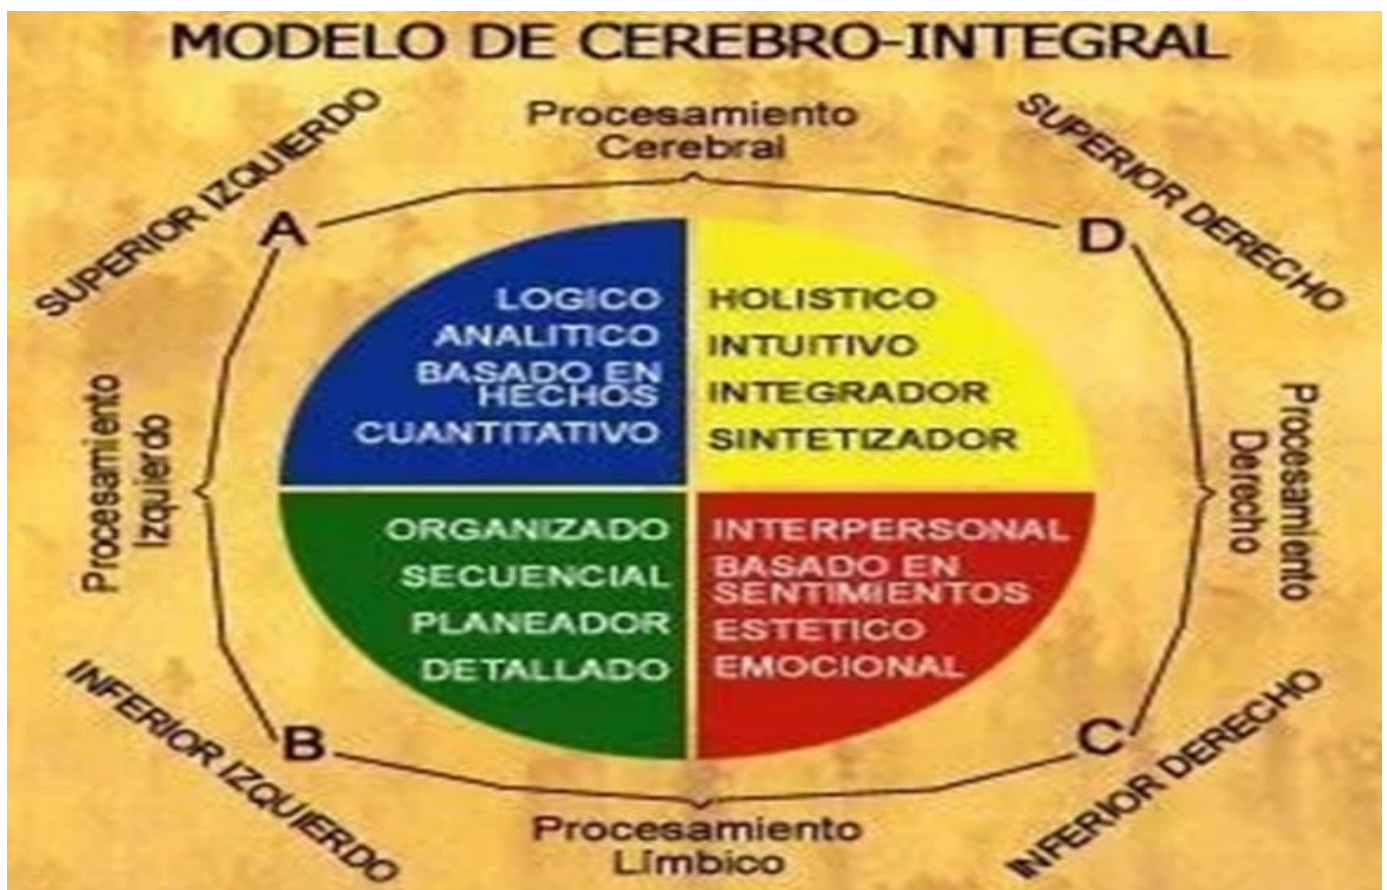 MODELO DE CEREBRO-INTEGRAL
Procesamiento
Cerebral
SUPERIOR IZQUIERDO
SUPERIOR DERECHO
A
D
LOGICO
ANALITICO
BASADO EN
HECHOS
CUANTITATIVO
HOLISTICO
INTUITIVO
INTEGRADOR
SINTETIZADOR
Procesamiento
Izquierdo
Procesamiento
Derecho
ORGANIZADO
SECUENCIAL
PLANEADOR
DETALLADO
INTERPERSONAL
BASADO EN
SENTIMIENTOS
ESTETICO
EMOCIONAL
B
C
INFERIOR IZQUIERDO
INFERIOR DERECHO
Procesamiento
Límbico